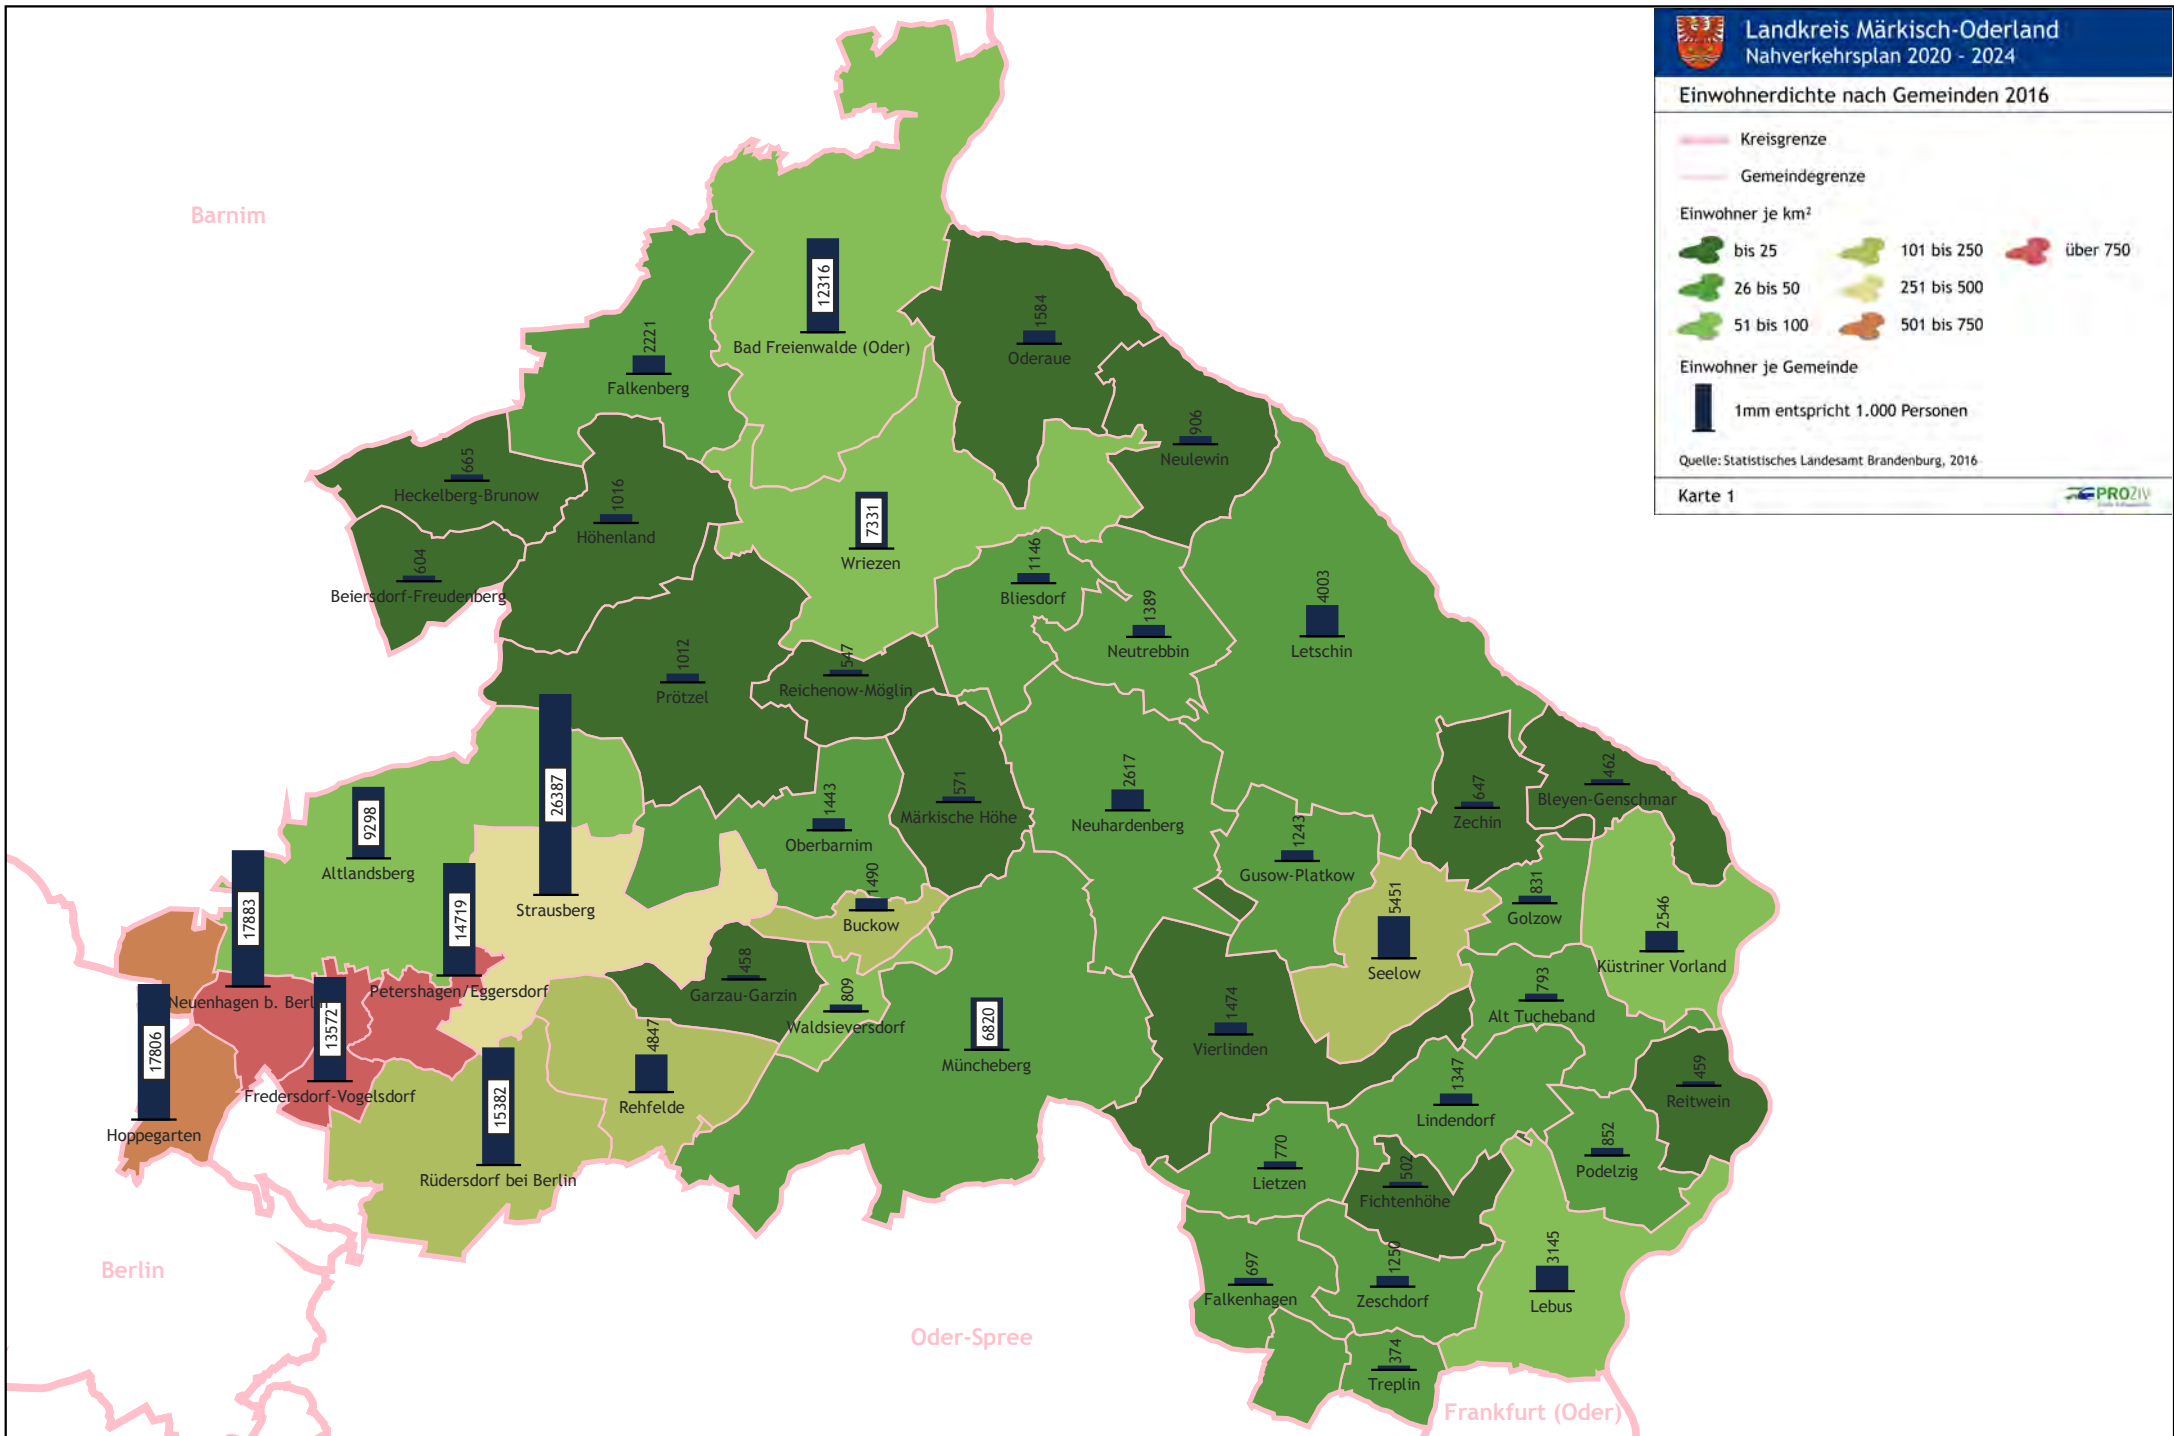 Landkreis Märkisch-Oderland
Nahverkehrsplan 2020 - 2024
Einwohnerdichte nach Gemeinden 2016
Kreisgrenze
Gemeindegrenze
Einwohner je km²
bis 25
101 bis 250
über 750
26 bis 50
251 bis 500
51 bis 100
501 bis 750
Einwohner je Gemeinde
1mm entspricht 1.000 Personen
Quelle: Statistisches Landesamt Brandenburg, 2016
Karte 1
PROZIV
Barnim
12316
Bad Freienwalde (Oder)
1584
Oderaue
2221
Falkenberg
906
Neulewin
665
Heckelberg-Brunow
1016
Höhenland
7331
Wriezen
604
Beiersdorf-Freudenberg
1146
Bliesdorf
1389
Neutrebbin
4003
Letschin
1012
Prötzel
547
Reichenow-Möglin
26387
Strausberg
9298
Altlandsberg
1443
Oberbarnim
571
Märkische Höhe
2617
Neuhardenberg
647
Zechin
462
Bleyen-Genschmar
1243
Gusow-Platkow
17883
Neuenhagen b. Berlin
14719
Petershagen/Eggersdorf
1490
Buckow
5451
Seelow
831
Golzow
2546
Küstriner Vorland
458
Garzau-Garzin
809
Waldsieversdorf
793
Alt Tucheband
17806
Hoppegarten
13572
Fredersdorf-Vogelsdorf
4847
Rehfelde
6820
Müncheberg
1474
Vierlinden
459
Reitwein
15382
Rüdersdorf bei Berlin
1347
Lindendorf
852
Podelzig
770
Lietzen
502
Fichtenhöhe
697
Falkenhagen
1250
Zeschdorf
3145
Lebus
Berlin
Oder-Spree
374
Treplin
Frankfurt (Oder)